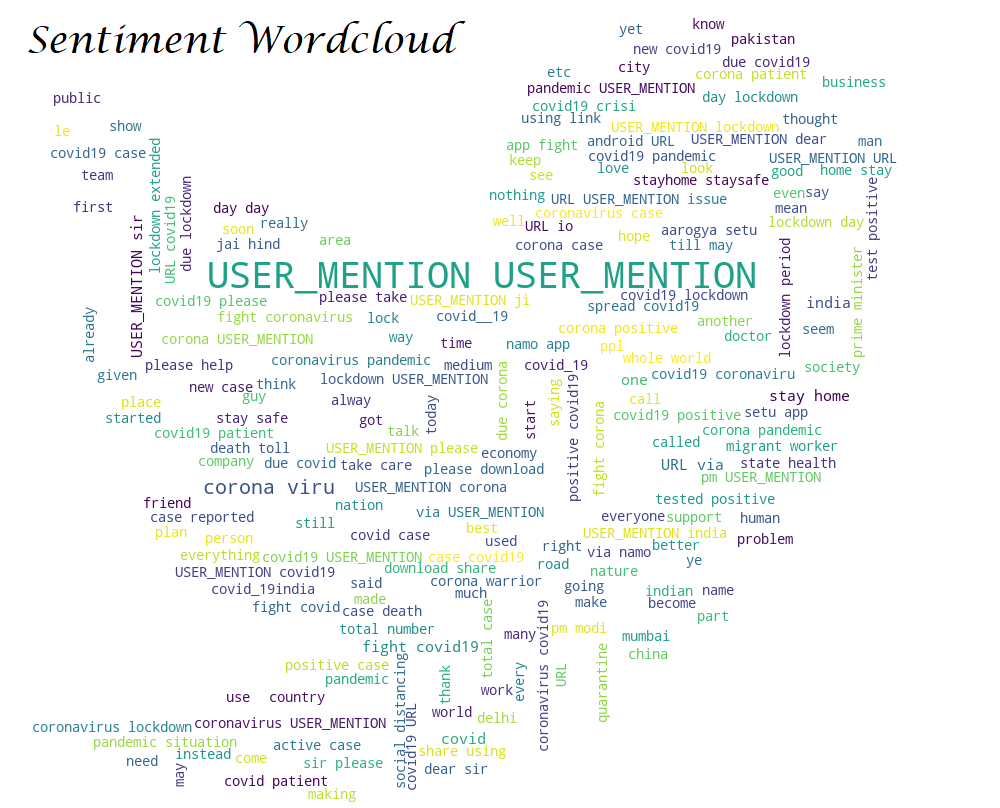 Sentiment Wordcloud
know
yet
pakistan
new covid19
due covid19
city
etc
corona patient
business
pandemic USER_MENTION
public
day lockdown
covid19 crisi
using link
thought
show
USER_MENTION lockdown
le
android URL
USER_MENTION dear
man
app fight
covid19 case
covid19 pandemic
USER_MENTION URL
keep
love
look
good
home stay
team
see
stayhome staysafe
lockdown extended
nothing
URL USER_MENTION issue
even
say
test positive
first
day day
coronavirus case
mean
URL covid19
due lockdown
well
URL io
lockdown day
really
soon
aarogya setu
USER_MENTION sir
jai hind
area
corona case
hope
till may
USER_MENTION USER_MENTION
lockdown period
prime minister
covid19 please
please take
USER_MENTION ji
covid19 lockdown
spread covid19
india
fight coronavirus
lock
covid__19
another
already
corona positive
seem
corona USER_MENTION
way
time
namo app
ppl
doctor
coronavirus pandemic
whole world
please help
medium
covid_19
society
given
lockdown USER_MENTION
one
covid19 coronaviru
new case
think
due corona
saying
positive covid19
guy
place
alway
today
start
call
stay home
started
stay safe
got
fight corona
covid19 positive
setu app
covid19 patient
talk
corona pandemic
death toll
USER_MENTION please
called
migrant worker
economy
company
due covid
take care
please download
URL via
state health
pm USER_MENTION
corona viru
USER_MENTION corona
friend
nation
tested positive
case reported
via USER_MENTION
everyone
support
human
still
plan
person
covid case
best
USER_MENTION india
used
problem
everything
covid19 USER_MENTION
case covid19
right
via namo
better
download share
road
ye
USER_MENTION covid19
nature
said
corona warrior
going
covid_19india
much
indian
name
fight covid
made
make
become
case death
total case
coronavirus covid19
part
total number
many
pm modi
mumbai
fight covid19
china
positive case
social distancing
thank
every
URL
quarantine
pandemic
use
country
work
world
covid19 URL
delhi
coronavirus lockdown
coronavirus USER_MENTION
pandemic situation
active case
covid
need
may
instead
come
share using
sir please
dear sir
covid patient
making